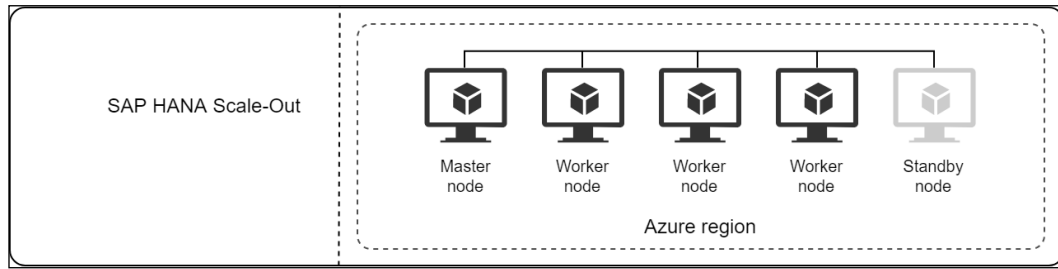 SAP HANA Scale-Out
Master
node
Worker
node
Worker
node
Worker
node
Standby
node
Azure region